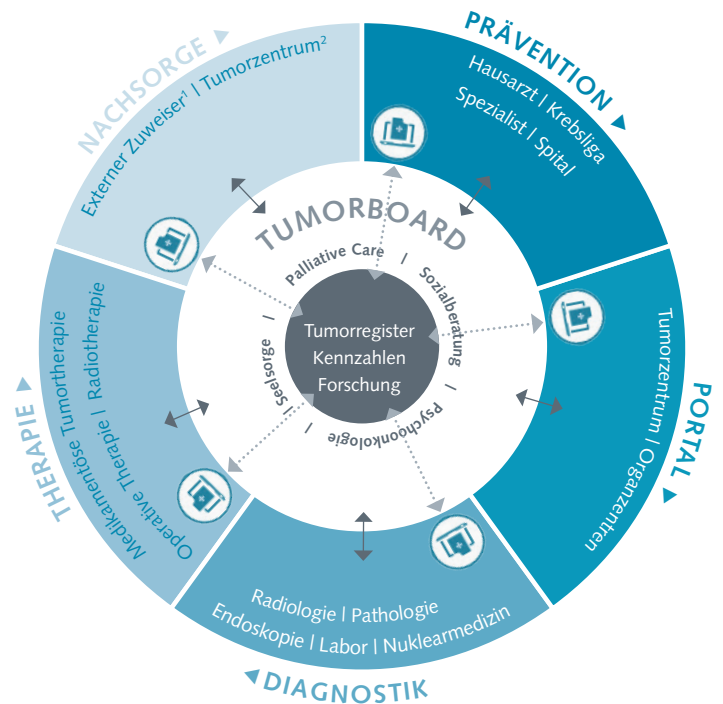 PRÄVENTION
Hausarzt | Krebsliga
Spezialist | Spital
PORTAL
Tumorzentrum | Organzentren
DIAGNOSTIK
Radiologie | Pathologie
Endoskopie | Labor | Nuklearmedizin
THERAPIE
Medikamentöse Tumortherapie
Operative Therapie | Radiotherapie
NACHSORGE
Externer Zuweiser¹ | Tumorzentrum²
TUMORBOARD
Palliative Care | Sozialberatung | Psychoonkologie | Seelsorge |
Tumorregister
Kennzahlen
Forschung